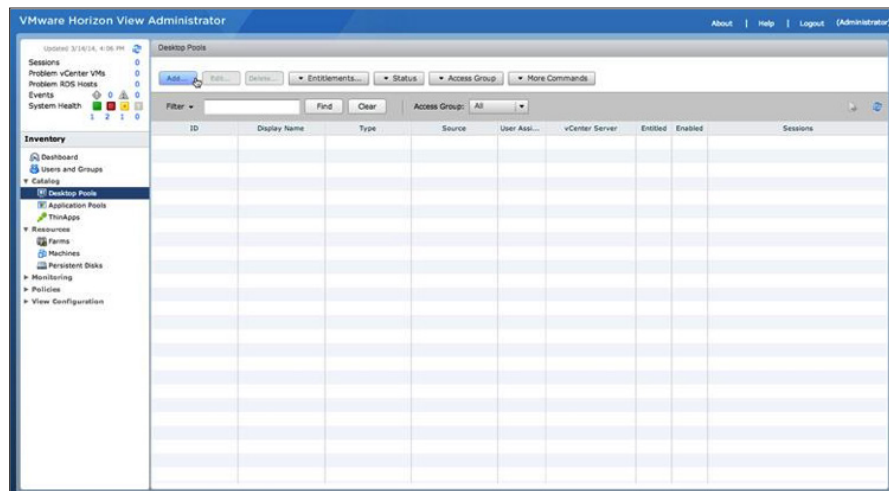 VMware Horizon View Administrator
About | Help | Logout (Administrator)
Updated 3/14/14, 4:06 PM
Sessions 0
Problem vCenter VMs 0
Problem RDS Hosts 0
Events 0 0
System Health
1 2 1 0
Inventory
Dashboard
Users and Groups
Catalog
Desktop Pools
Application Pools
ThinApps
Resources
Farms
Machines
Persistent Disks
Monitoring
Policies
View Configuration
Desktop Pools
Add... Edit... Delete... Entitlements... Status Access Group More Commands
Filter Find Clear Access Group: All
ID Display Name Type Source User Assi... vCenter Server Entitled Enabled Sessions